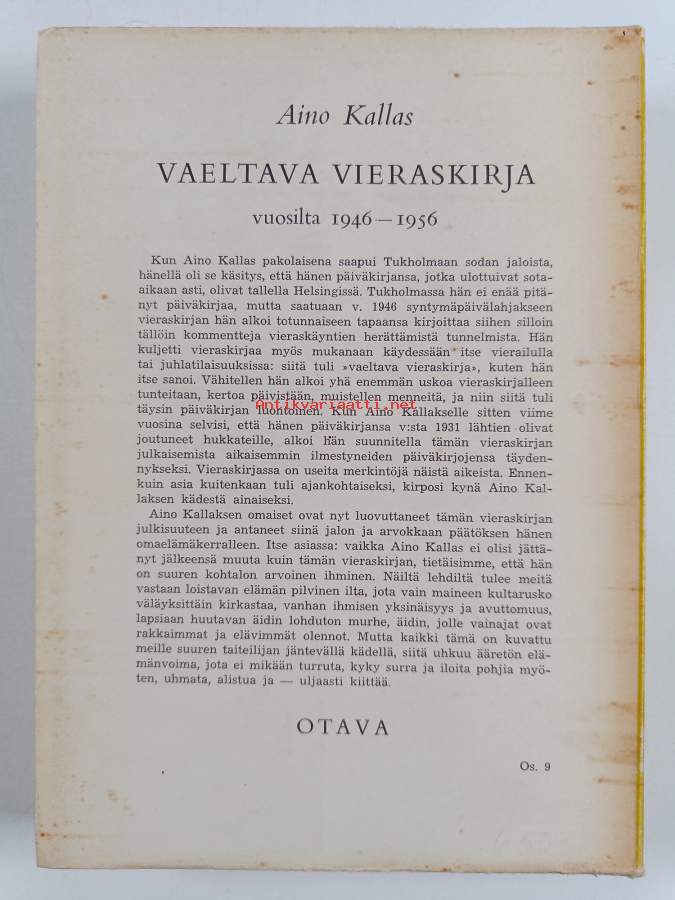 Aino Kallas
VAELTAVA VIERASKIRJA
vuosilta 1946—1956
Kun Aino Kallas pakolaisena saapui Tukholmaan sodan jaloista,
hänellä oli se käsitys, että hänen päiväkirjansa, jotka ulottuivat sota-
aikaan asti, olivat tallella Helsingissä. Tukholmassa hän ei enää pitä-
nyt päiväkirjaa, mutta saatuaan v. 1946 syntymäpäivälahjakseen
vieraskirjan hän alkoi totunnaiseen tapaansa kirjoittaa siihen silloin
tällöin kommentteja vieraskäyntien herättämistä tunnelmista. Hän
kuljetti vieraskirjaa myös mukanaan käydessään itse vierailulla
tai juhlatilaisuuksissa: siitä tuli »vaeltava vieraskirja», kuten hän
itse sanoi. Vähitellen hän alkoi yhä enemmän uskoa vieraskirjalleen
tunteitaan, kertoa päivistään, muistellen menneitä, ja niin siitä tuli
Antikvariaatti.net
täysin päiväkirjan luontoinen. Kun Aino Kallakselle sitten viime
vuosina selvisi, että hänen päiväkirjansa v:sta 1931 lähtien olivat
joutuneet hukkateille, alkoi hän suunnitella tämän vieraskirjan
julkaisemista aikaisemmin ilmestyneiden päiväkirjojensa täyden-
nykseksi. Vieraskirjassa on useita merkintöjä näistä aikeista. Ennen-
kuin asia kuitenkaan tuli ajankohtaiseksi, kirposi kynä Aino Kal-
laksen kädestä ainaiseksi.
Aino Kallaksen omaiset ovat nyt luovuttaneet tämän vieraskirjan
julkisuuteen ja antaneet siinä jalon ja arvokkaan päätöksen hänen
omaelämäkerralleen. Itse asiassa: vaikka Aino Kallas ei olisi jättä-
nyt jälkeensä muuta kuin tämän vieraskirjan, tietäisimme, että hän
on suuren kohtalon arvoinen ihminen. Näiltä lehdiltä tulee meitä
vastaan loistavan elämän pilvinen ilta, jota vain maineen kultarusko
väläyksittäin kirkastaa, vanhan ihmisen yksinäisyys ja avuttomuus,
lapsiaan huutavan äidin lohduton murhe, äidin, jolle vainajat ovat
rakkaimmat ja elävimmät olennot. Mutta kaikki tämä on kuvattu
meille suuren taiteilijan jäntevällä kädellä, siitä uhkuu ääretön elä-
mänvoima, jota ei mikään turruta, kyky surra ja iloita pohjia myö-
ten, uhmata, alistua ja — uljaasti kiittää.
OTAVA
Os. 9